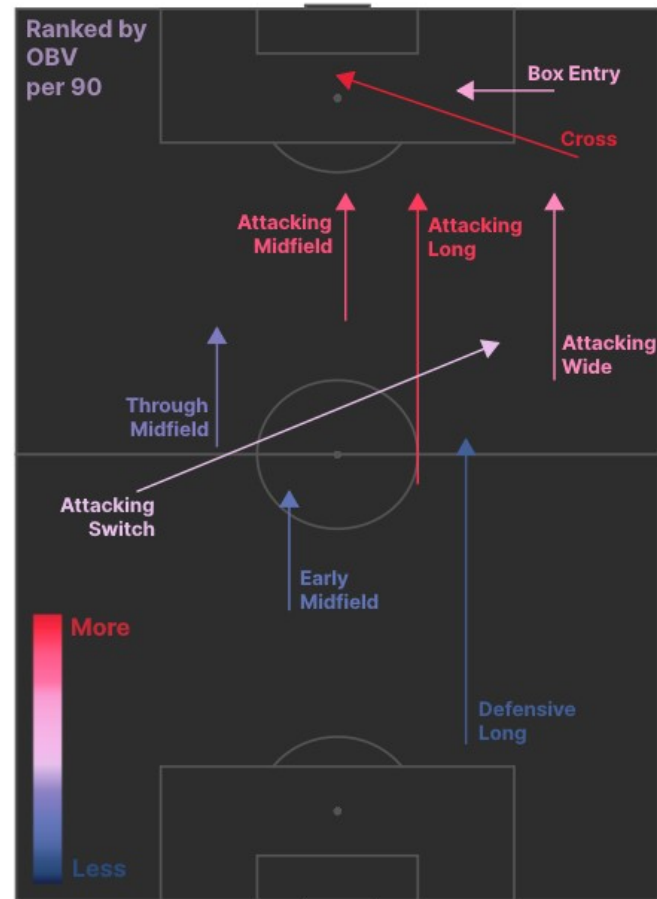 Ranked by
OBV
per 90
Box Entry
Cross
Attacking
Midfield
Attacking
Long
Attacking
Wide
Through
Midfield
Attacking
Switch
Early
Midfield
More
Defensive
Long
Less